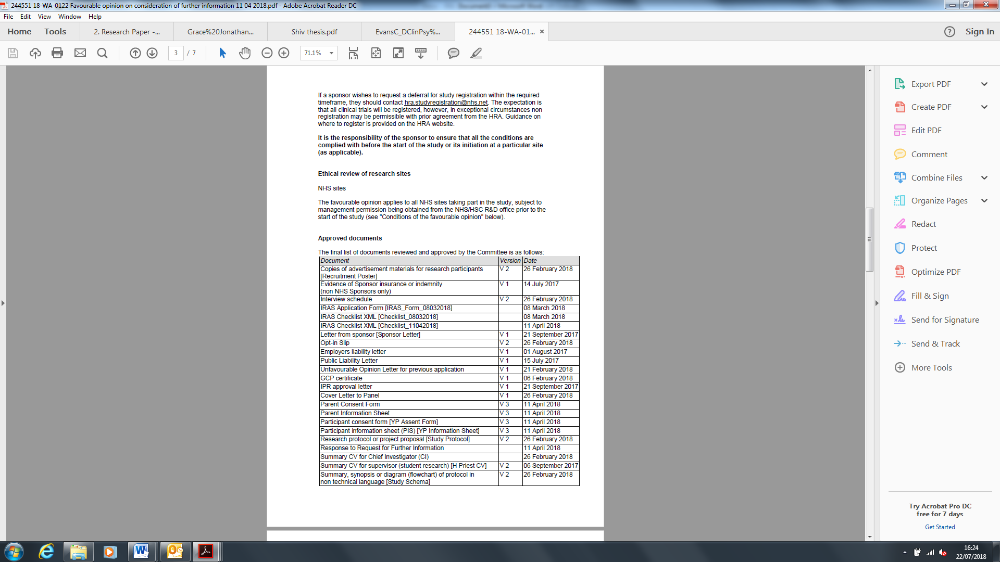 244551 18-WA-0122 Favourable opinion on consideration of further information 11 04 2018.pdf - Adobe Acrobat Reader DC
File Edit View Window Help
Home Tools 2. Research Paper -... Grace%20Jonathan... Shiv thesis.pdf EvansC_DClinPsy%... 244551 18-WA-01... × Sign In
3 / 7 71.1%
If a sponsor wishes to request a deferral for study registration within the required
timeframe, they should contact hra.studyregistration@nhs.net. The expectation is
that all clinical trials will be registered, however, in exceptional circumstances non
registration may be permissible with prior agreement from the HRA. Guidance on
where to register is provided on the HRA website.
It is the responsibility of the sponsor to ensure that all the conditions are
complied with before the start of the study or its initiation at a particular site
(as applicable).
Ethical review of research sites
NHS sites
The favourable opinion applies to all NHS sites taking part in the study, subject to
management permission being obtained from the NHS/HSC R&D office prior to the
start of the study (see "Conditions of the favourable opinion" below).
Approved documents
The final list of documents reviewed and approved by the Committee is as follows:
Document Version Date
Copies of advertisement materials for research participants V 2 26 February 2018
[Recruitment Poster]
Evidence of Sponsor insurance or indemnity V 1 14 July 2017
(non NHS Sponsors only)
Interview schedule V 2 26 February 2018
IRAS Application Form [IRAS_Form_08032018] 08 March 2018
IRAS Checklist XML [Checklist_08032018] 08 March 2018
IRAS Checklist XML [Checklist_11042018] 11 April 2018
Letter from sponsor [Sponsor Letter] V 1 21 September 2017
Opt-in Slip V 2 26 February 2018
Employers liability letter V 1 01 August 2017
Public Liability Letter V 1 15 July 2017
Unfavourable Opinion Letter for previous application V 1 21 February 2018
GCP certificate V 1 06 February 2018
IPR approval letter V 1 21 September 2017
Cover Letter to Panel V 1 26 February 2018
Parent Consent Form V 3 11 April 2018
Parent Information Sheet V 3 11 April 2018
Participant consent form [YP Assent Form] V 3 11 April 2018
Participant information sheet (PIS) [YP Information Sheet] V 3 11 April 2018
Research protocol or project proposal [Study Protocol] V 2 26 February 2018
Response to Request for Further Information 11 April 2018
Summary CV for Chief Investigator (CI) 26 February 2018
Summary CV for supervisor (student research) [H Priest CV] V 2 06 September 2017
Summary, synopsis or diagram (flowchart) of protocol in V 2 26 February 2018
non technical language [Study Schema]
Export PDF
Create PDF
Edit PDF
Comment
Combine Files
Organize Pages
Redact
Protect
Optimize PDF
Fill & Sign
Send for Signature
Send & Track
More Tools
Try Acrobat Pro DC
free for 7 days
Get Started
16:24
22/07/2018